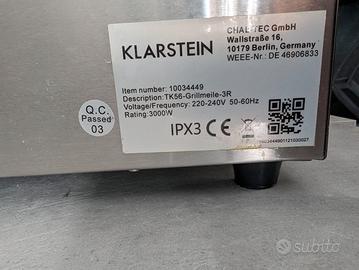 KLARSTEIN
CHAL-TEC GmbH
Wallstraße 16,
10179 Berlin, Germany
WEEE-Nr.: DE 46906833
Item number: 10034449
Description: TK56-Grillmeile-3R
Voltage/Frequency: 220-240V 50-60Hz
Rating: 3000W
IPX3 CE
Q.C.
Passed
03
subito